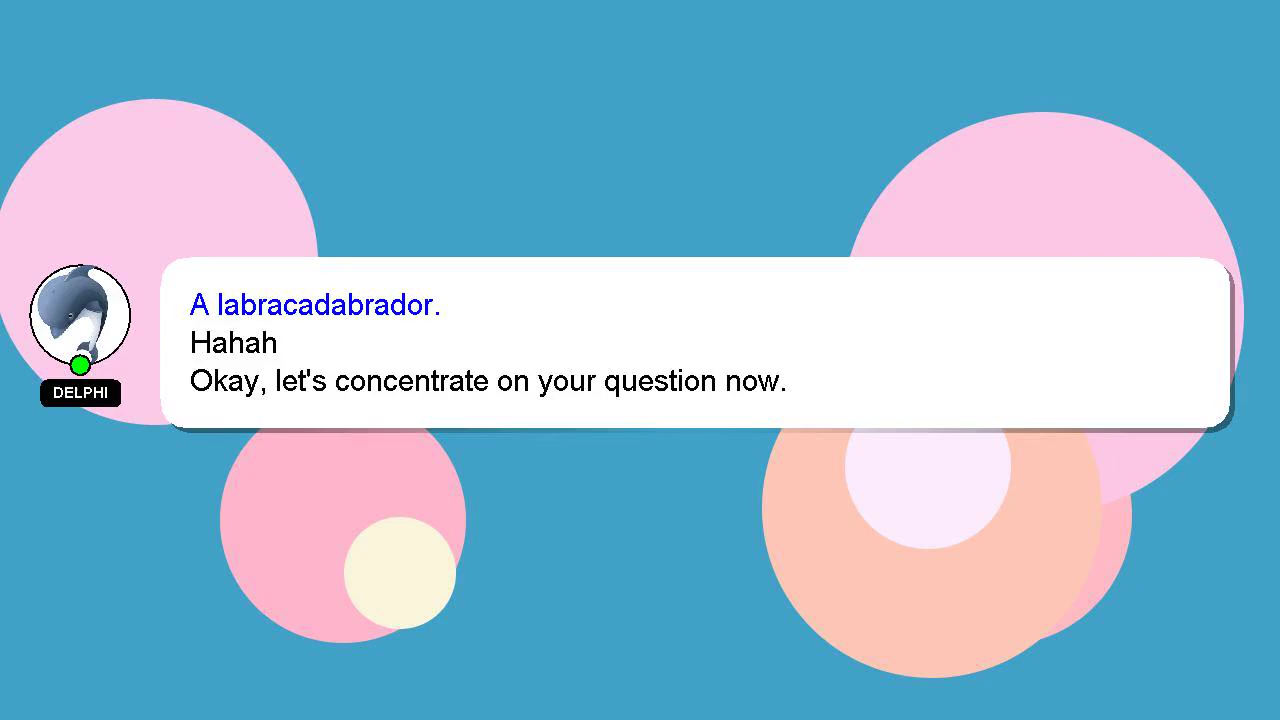 A labracadabrador.
Hahah
Okay, let's concentrate on your question now.
DELPHI